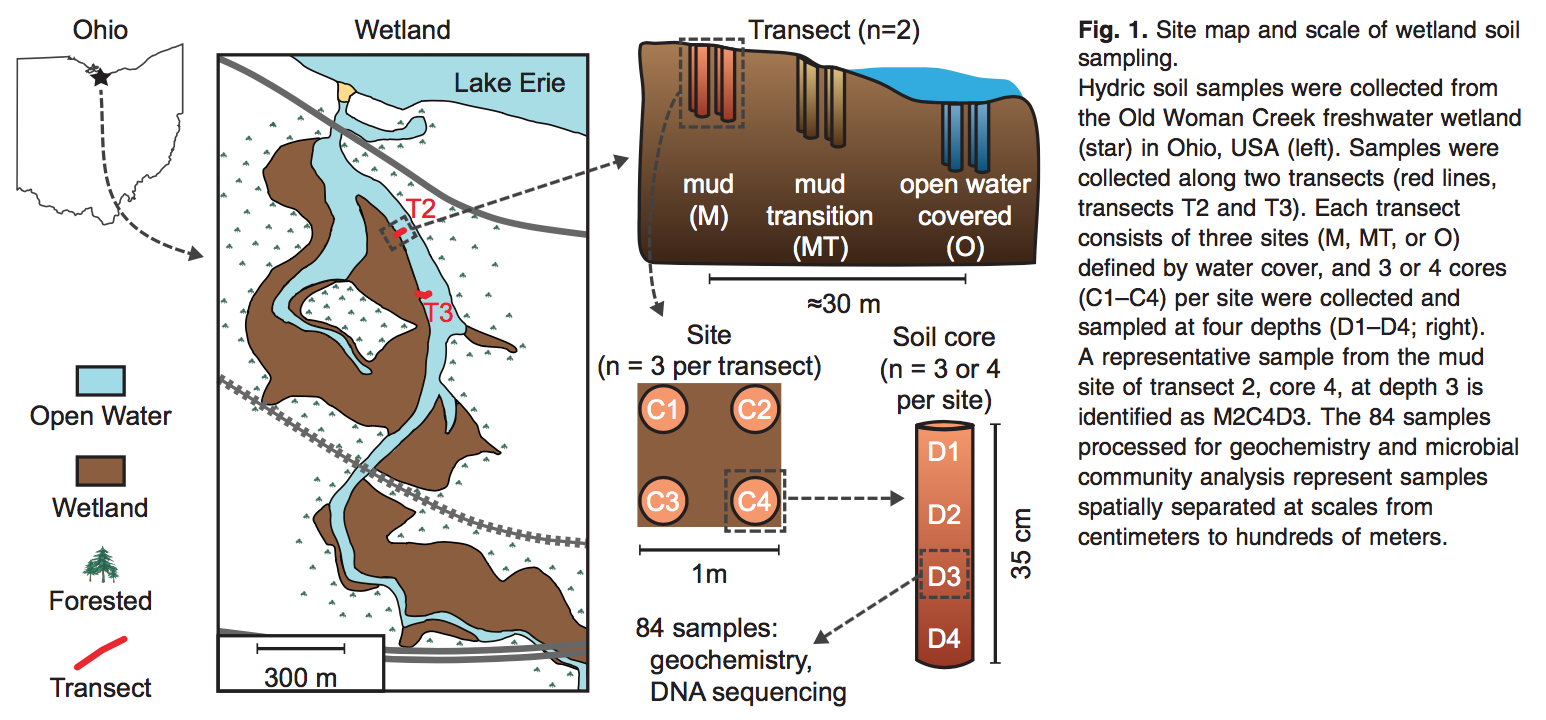 Ohio
Wetland
Lake Erie
T2
T3
Open Water
Wetland
Forested
Transect
300 m
Transect (n=2)
mud
(M)
mud
transition
(MT)
open water
covered
(O)
≈30 m
Site
(n = 3 per transect)
C1
C2
C3
C4
1m
Soil core
(n = 3 or 4
per site)
D1
D2
D3
D4
35 cm
84 samples:
geochemistry,
DNA sequencing
Fig. 1. Site map and scale of wetland soil
sampling.
Hydric soil samples were collected from
the Old Woman Creek freshwater wetland
(star) in Ohio, USA (left). Samples were
collected along two transects (red lines,
transects T2 and T3). Each transect
consists of three sites (M, MT, or O)
defined by water cover, and 3 or 4 cores
(C1–C4) per site were collected and
sampled at four depths (D1–D4; right).
A representative sample from the mud
site of transect 2, core 4, at depth 3 is
identified as M2C4D3. The 84 samples
processed for geochemistry and microbial
community analysis represent samples
spatially separated at scales from
centimeters to hundreds of meters.